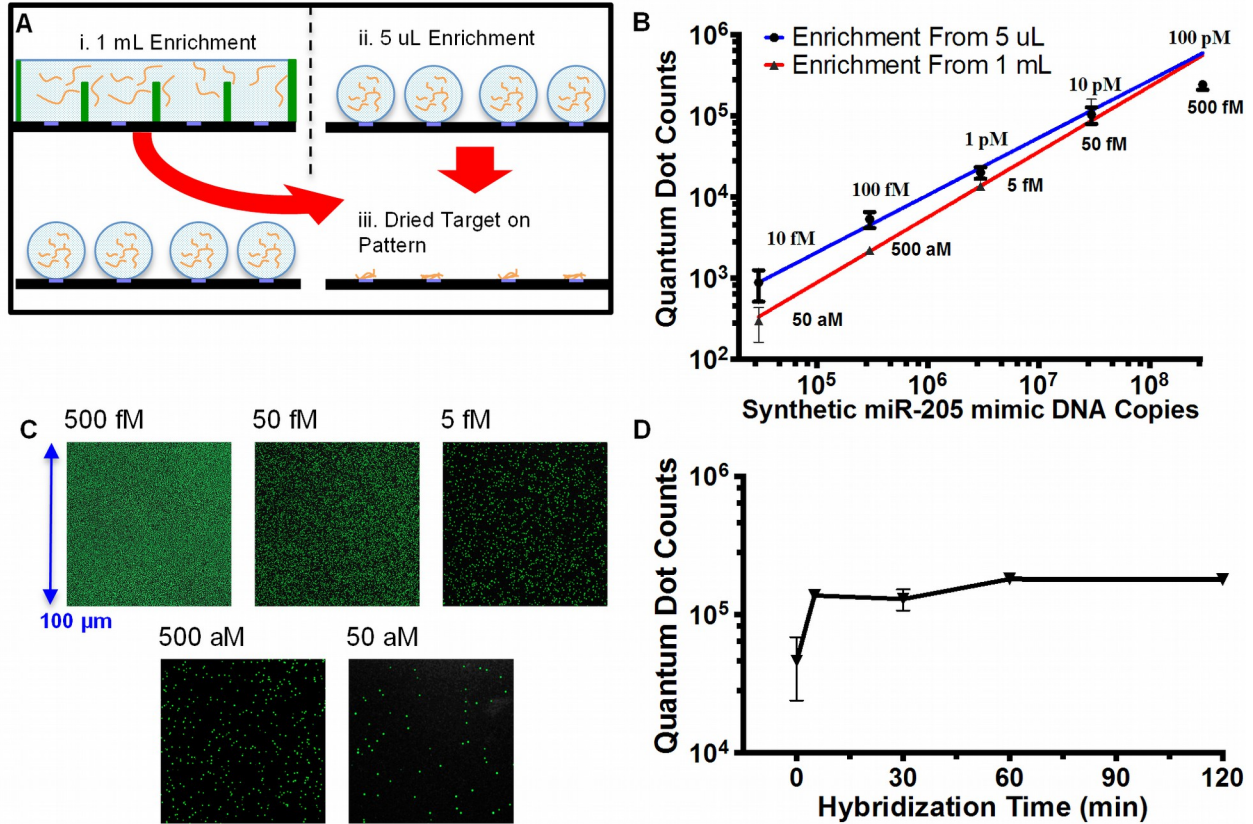 A
i. 1 mL Enrichment
ii. 5 uL Enrichment
iii. Dried Target on
Pattern
B
Enrichment From 5 uL
Enrichment From 1 mL
Quantum Dot Counts
10^6
10^5
10^4
10^3
10^2
10 fM
100 fM
1 pM
10 pM
100 pM
50 aM
500 aM
5 fM
50 fM
500 fM
10^5 10^6 10^7 10^8
Synthetic miR-205 mimic DNA Copies
C
500 fM 50 fM 5 fM
100 µm
500 aM 50 aM
D
Quantum Dot Counts
10^6
10^5
10^4
0 30 60 90 120
Hybridization Time (min)